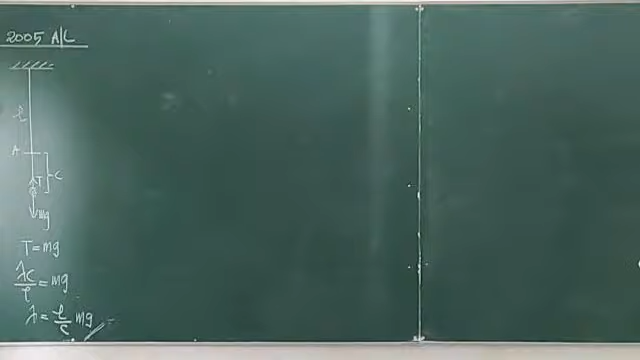 2005 A/L
l
A
T
C
mg
T = mg
λc/l = mg
λ = l/c mg